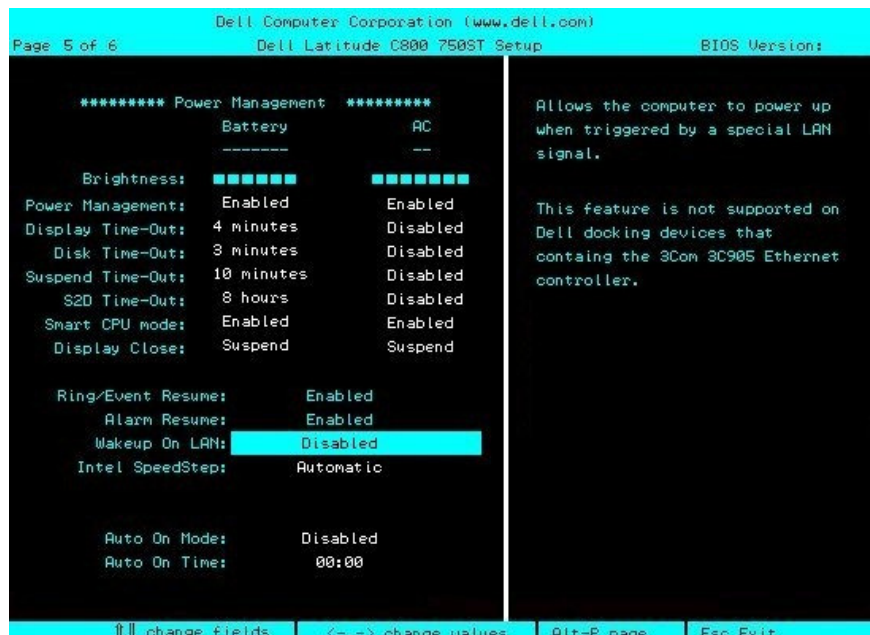 Dell Computer Corporation (www.dell.com)
Page 5 of 6 Dell Latitude C800 750ST Setup BIOS Version:
********* Power Management *********
Battery AC
------- --
Brightness:
Power Management: Enabled Enabled
Display Time-Out: 4 minutes Disabled
Disk Time-Out: 3 minutes Disabled
Suspend Time-Out: 10 minutes Disabled
S2D Time-Out: 8 hours Disabled
Smart CPU mode: Enabled Enabled
Display Close: Suspend Suspend
Ring/Event Resume: Enabled
Alarm Resume: Enabled
Wakeup On LAN: Disabled
Intel SpeedStep: Automatic
Auto On Mode: Disabled
Auto On Time: 00:00
Allows the computer to power up
when triggered by a special LAN
signal.
This feature is not supported on
Dell docking devices that
containg the 3Com 3C905 Ethernet
controller.
⇑⇓ change fields <- -> change values Alt-P page Esc Exit